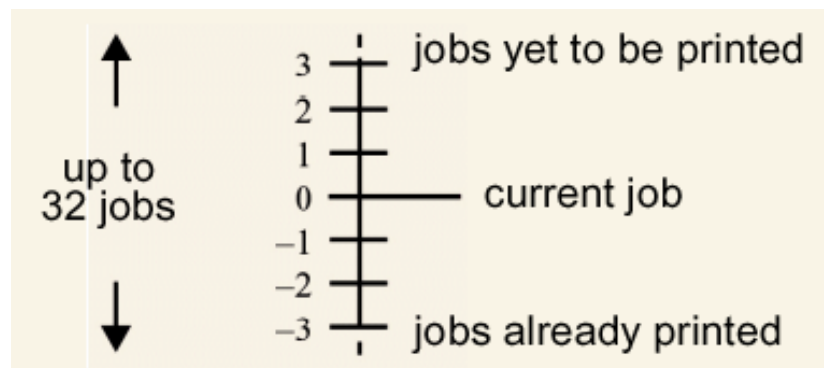 3 jobs yet to be printed
2
1
up to
32 jobs
0 current job
–1
–2
–3 jobs already printed